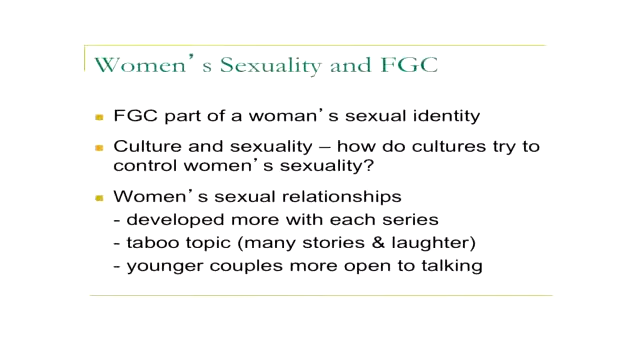 Women's Sexuality and FGC
FGC part of a woman's sexual identity
Culture and sexuality – how do cultures try to
control women's sexuality?
Women's sexual relationships
- developed more with each series
- taboo topic (many stories & laughter)
- younger couples more open to talking